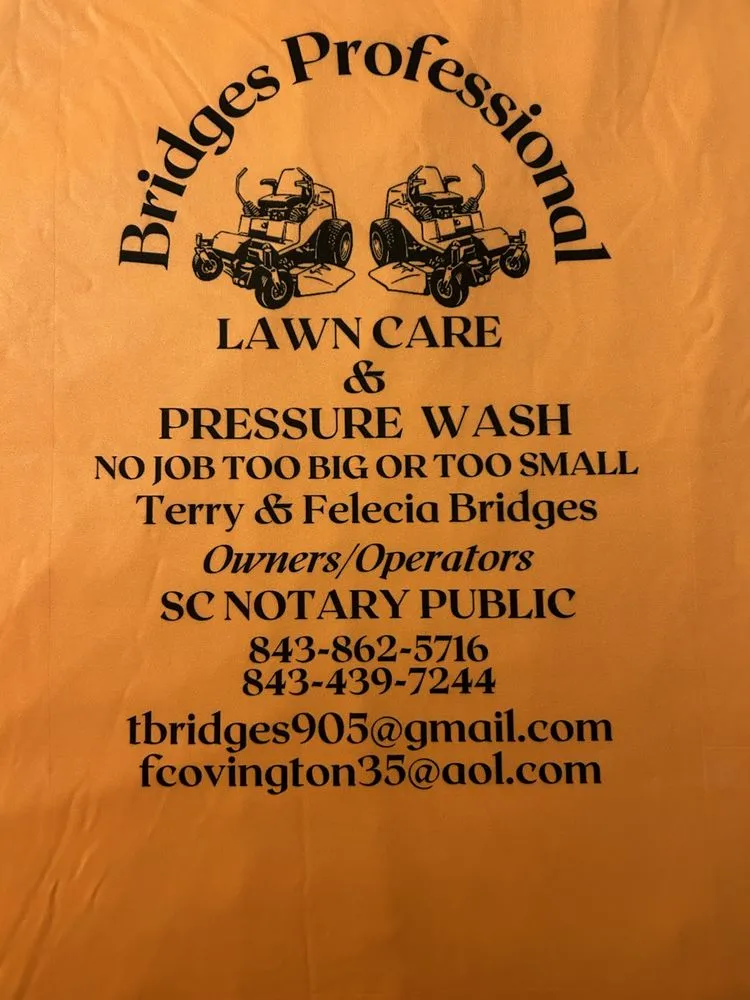 Bridges Professional
LAWN CARE
&
PRESSURE WASH
NO JOB TOO BIG OR TOO SMALL
Terry & Felecia Bridges
Owners/Operators
SC NOTARY PUBLIC
843-862-5716
843-439-7244
tbridges905@gmail.com
fcovington35@aol.com